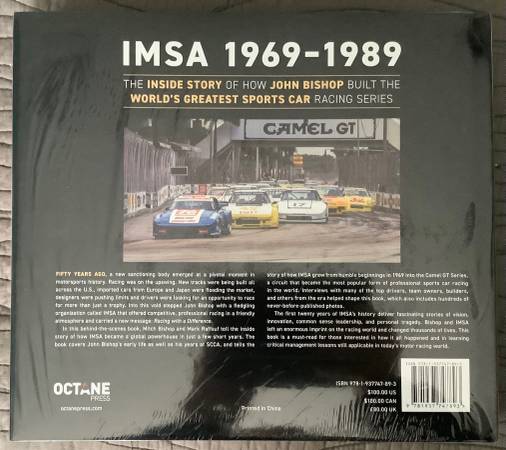 IMSA 1969–1989
THE INSIDE STORY OF HOW JOHN BISHOP BUILT THE
WORLD'S GREATEST SPORTS CAR RACING SERIES
CAMEL GT
17
FIFTY YEARS AGO, a new sanctioning body emerged at a pivotal moment in
motorsports history. Racing was on the upswing. New tracks were being built all
across the U.S., imported cars from Europe and Japan were flooding the market,
designers were pushing limits and drivers were looking for an opportunity to race
for more than just a trophy. Into this void stepped John Bishop with a fledgling
organization called IMSA that offered competitive, professional racing in a friendly
atmosphere and carried a new message: Racing with a Difference.
In this behind-the-scenes book, Mitch Bishop and Mark Raffauf tell the inside
story of how IMSA became a global powerhouse in just a few short years. The
book covers John Bishop's early life as well as his years at SCCA, and tells the
story of how IMSA grew from humble beginnings in 1969 into the Camel GT Series,
a circuit that became the most popular form of professional sports car racing
in the world. Interviews with many of the top drivers, team owners, builders,
and others from the era helped shape this book, which also includes hundreds of
never-before-published photos.
The first twenty years of IMSA's history deliver fascinating stories of vision,
innovation, common sense leadership, and personal tragedy. Bishop and IMSA
left an enormous imprint on the racing world and changed thousands of lives. This
book is a must-read for those interested in how it all happened and in learning
critical management lessons still applicable in today's motor racing world.
OCTANE
PRESS
octanepress.com
Printed in China
ISBN 978-1-937747-89-3
$100.00 US
$100.00 CAN
£80.00 UK
ISBN 978-1-937747-89-3
9 781937 747893